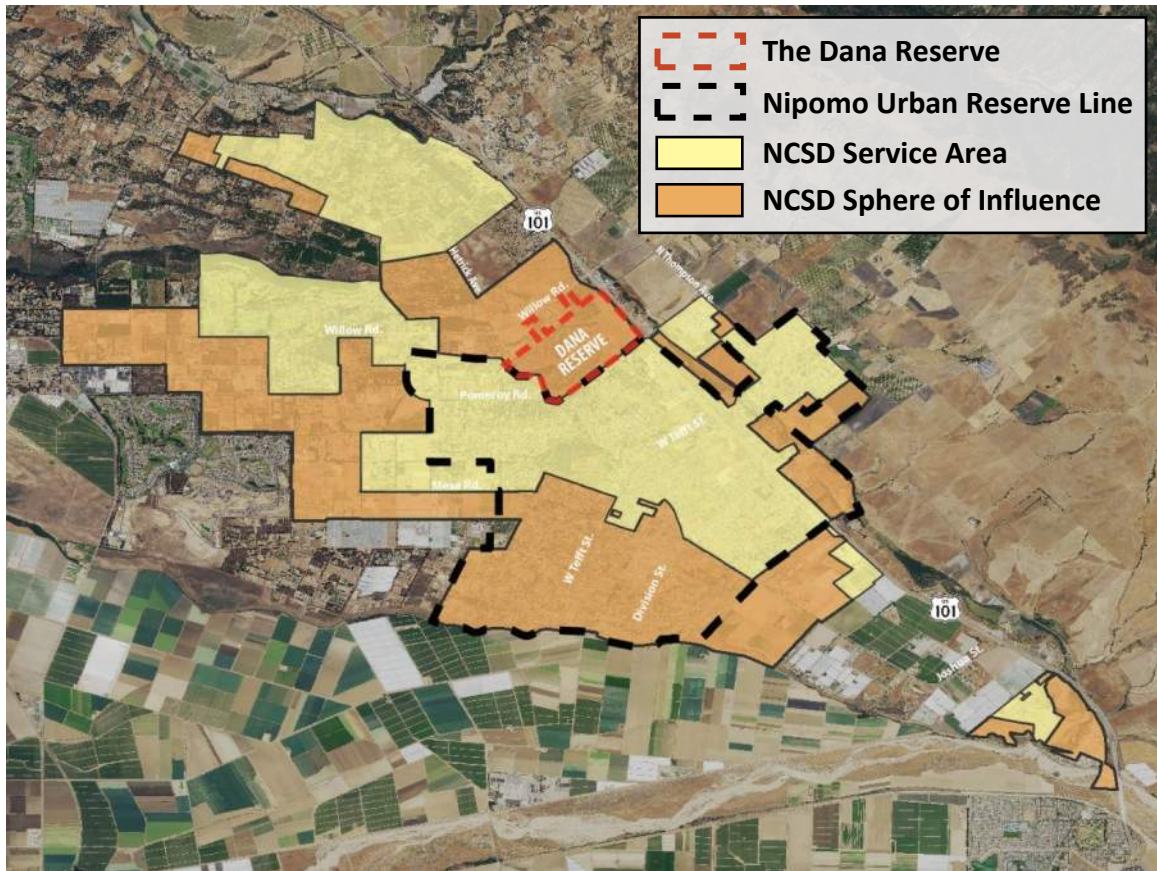 The Dana Reserve
Nipomo Urban Reserve Line
NCSD Service Area
NCSD Sphere of Influence
US
101
N Thompson Ave.
Hetrick Ave.
Willow Rd.
DANA
RESERVE
Willow Rd.
Pomeroy Rd.
W Tefft St.
Mesa Rd.
W Tefft St.
Division St.
US
101
Joshua St.